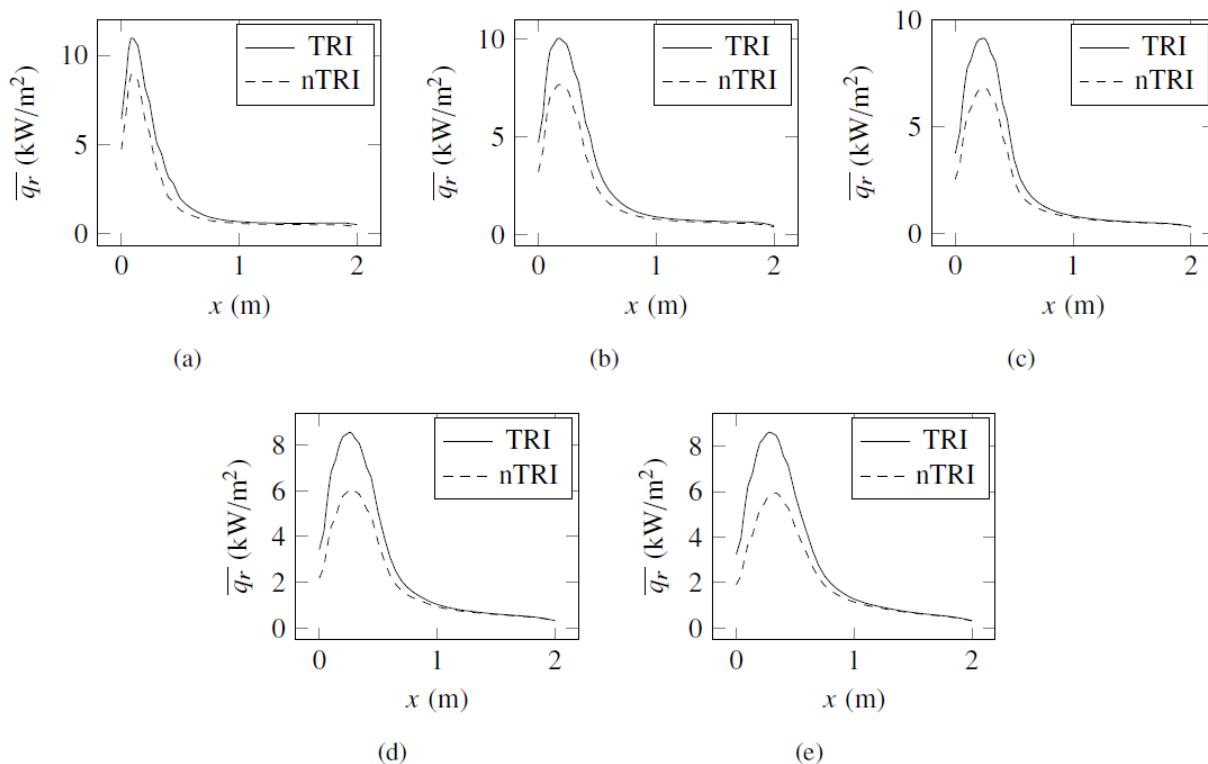 TRI
nTRI
10
5
0
0 1 2
q_r (kW/m²)
x (m)
(a)
TRI
nTRI
10
5
0
0 1 2
q_r (kW/m²)
x (m)
(b)
TRI
nTRI
10
5
0
0 1 2
q_r (kW/m²)
x (m)
(c)
TRI
nTRI
8
6
4
2
0
0 1 2
q_r (kW/m²)
x (m)
(d)
TRI
nTRI
8
6
4
2
0
0 1 2
q_r (kW/m²)
x (m)
(e)